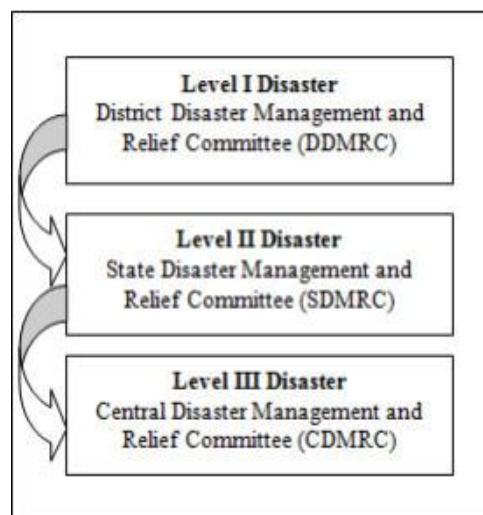 Level I Disaster
District Disaster Management and
Relief Committee (DDMRC)
Level II Disaster
State Disaster Management and
Relief Committee (SDMRC)
Level III Disaster
Central Disaster Management and
Relief Committee (CDMRC)